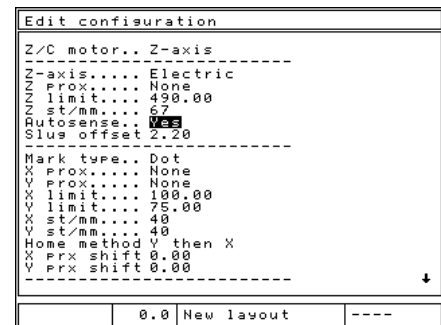 Edit configuration
Z/C motor.. Z-axis
--------------------------
Z-axis..... Electric
Z prox..... None
Z limit.... 490.00
Z st/mm.... 67
Autosense.. Yes
Slug offset 2.20
--------------------------
Mark type.. Dot
X prox..... None
Y prox..... None
X limit.... 100.00
Y limit.... 75.00
X st/mm.... 40
Y st/mm.... 40
Home method Y then X
X prx shift 0.00
Y prx shift 0.00
--------------------------
0.0 New layout ----